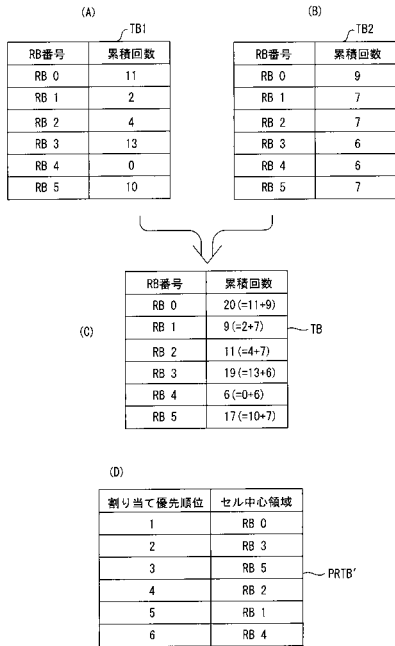 (A)
TB1
RB番号 累積回数
RB 0 11
RB 1 2
RB 2 4
RB 3 13
RB 4 0
RB 5 10
(B)
TB2
RB番号 累積回数
RB 0 9
RB 1 7
RB 2 7
RB 3 6
RB 4 6
RB 5 7
(C)
TB
RB番号 累積回数
RB 0 20(=11+9)
RB 1 9(=2+7)
RB 2 11(=4+7)
RB 3 19(=13+6)
RB 4 6(=0+6)
RB 5 17(=10+7)
(D)
PRTB'
割り当て優先順位 セル中心領域
1 RB 0
2 RB 3
3 RB 5
4 RB 2
5 RB 1
6 RB 4